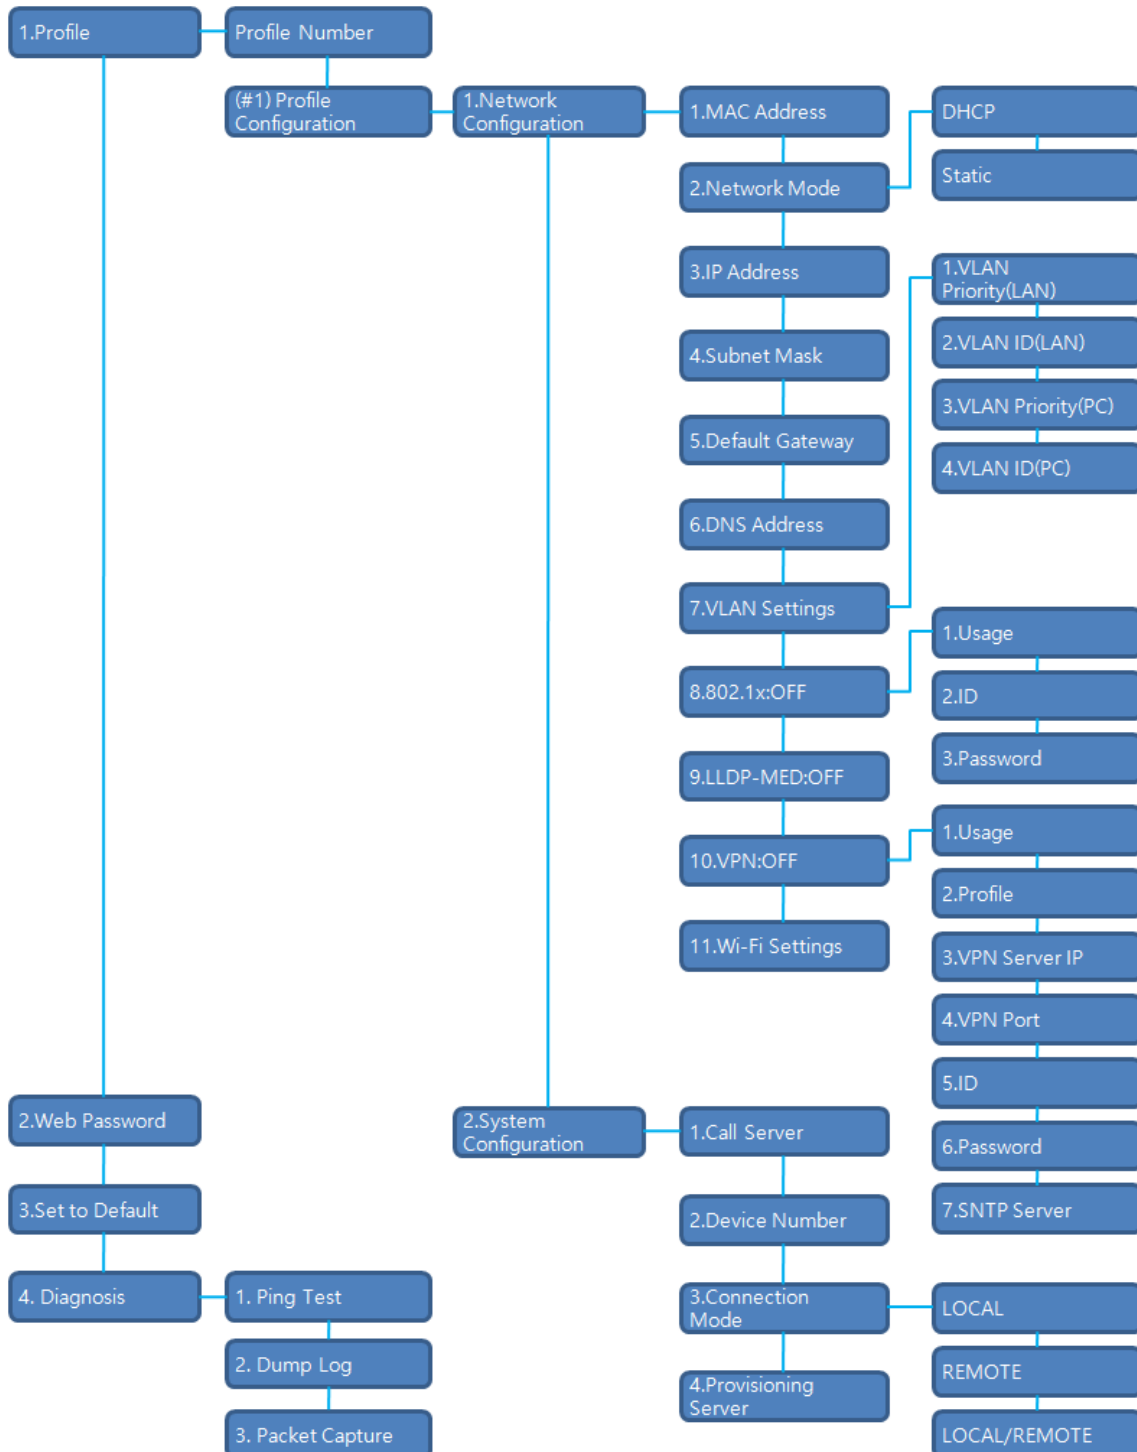 1.Profile
Profile Number
(#1) Profile
Configuration
1.Network
Configuration
1.MAC Address
DHCP
Static
2.Network Mode
3.IP Address
1.VLAN
Priority(LAN)
2.VLAN ID(LAN)
3.VLAN Priority(PC)
4.VLAN ID(PC)
4.Subnet Mask
5.Default Gateway
6.DNS Address
7.VLAN Settings
8.802.1x:OFF
1.Usage
2.ID
3.Password
9.LLDP-MED:OFF
10.VPN:OFF
1.Usage
2.Profile
3.VPN Server IP
4.VPN Port
5.ID
6.Password
7.SNTP Server
11.Wi-Fi Settings
2.Web Password
2.System
Configuration
1.Call Server
3.Set to Default
2.Device Number
4. Diagnosis
1. Ping Test
2. Dump Log
3. Packet Capture
3.Connection
Mode
LOCAL
REMOTE
LOCAL/REMOTE
4.Provisioning
Server